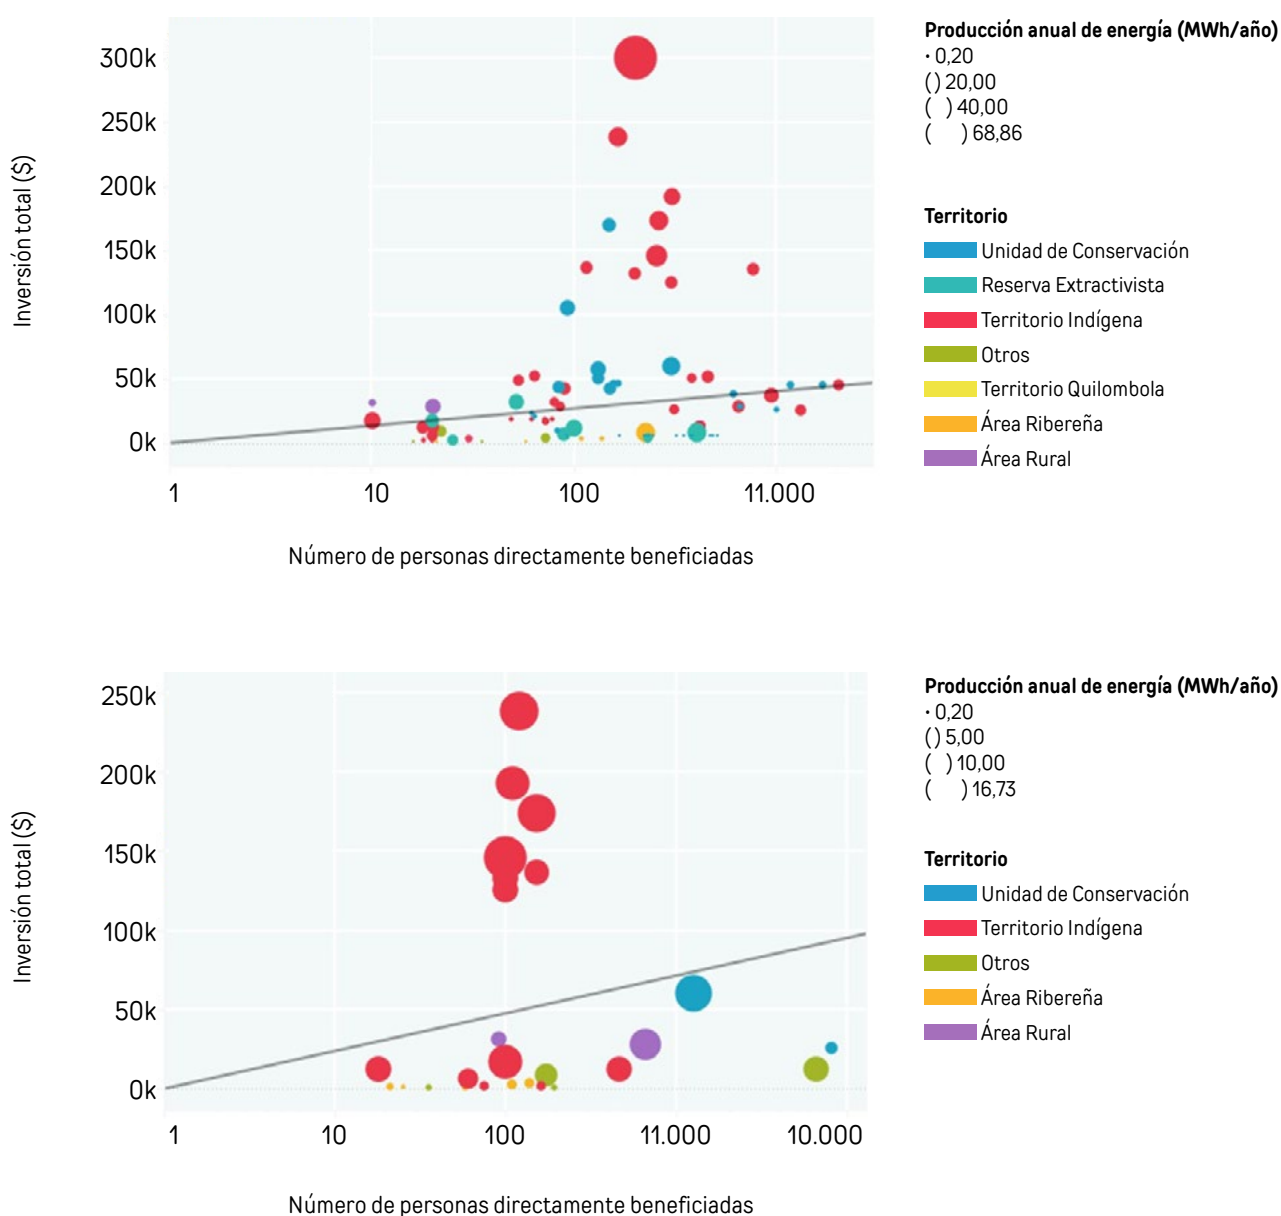 Producción anual de energía (MWh/año)
· 0,20
( ) 20,00
( ) 40,00
( ) 68,86
Territorio
Unidad de Conservación
Reserva Extractivista
Territorio Indígena
Otros
Territorio Quilombola
Área Ribereña
Área Rural
Inversión total ($)
300k
250k
200k
150k
100k
50k
0k
1 10 100 11.000
Número de personas directamente beneficiadas
Producción anual de energía (MWh/año)
· 0,20
( ) 5,00
( ) 10,00
( ) 16,73
Territorio
Unidad de Conservación
Territorio Indígena
Otros
Área Ribereña
Área Rural
Inversión total ($)
250k
200k
150k
100k
50k
0k
1 10 100 11.000 10.000
Número de personas directamente beneficiadas